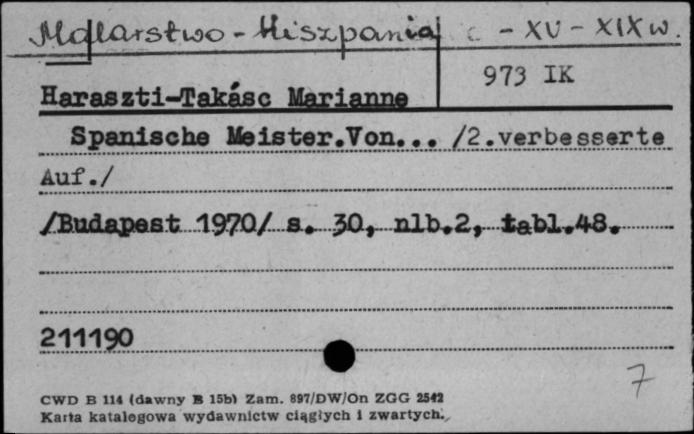 Malarstwo - Hiszpania c - XV - XIX w.
973 IK
Haraszti-Takásc Marianne
Spanische Meister.Von... /2.verbesserte
Auf./
/Budapest 1970/ s. 30, nlb.2, tabl.48.
211190
7
CWD B 114 (dawny B 15b) Zam. 897/DW/On ZGG 2542
Karta katalogowa wydawnictw ciągłych i zwartych.